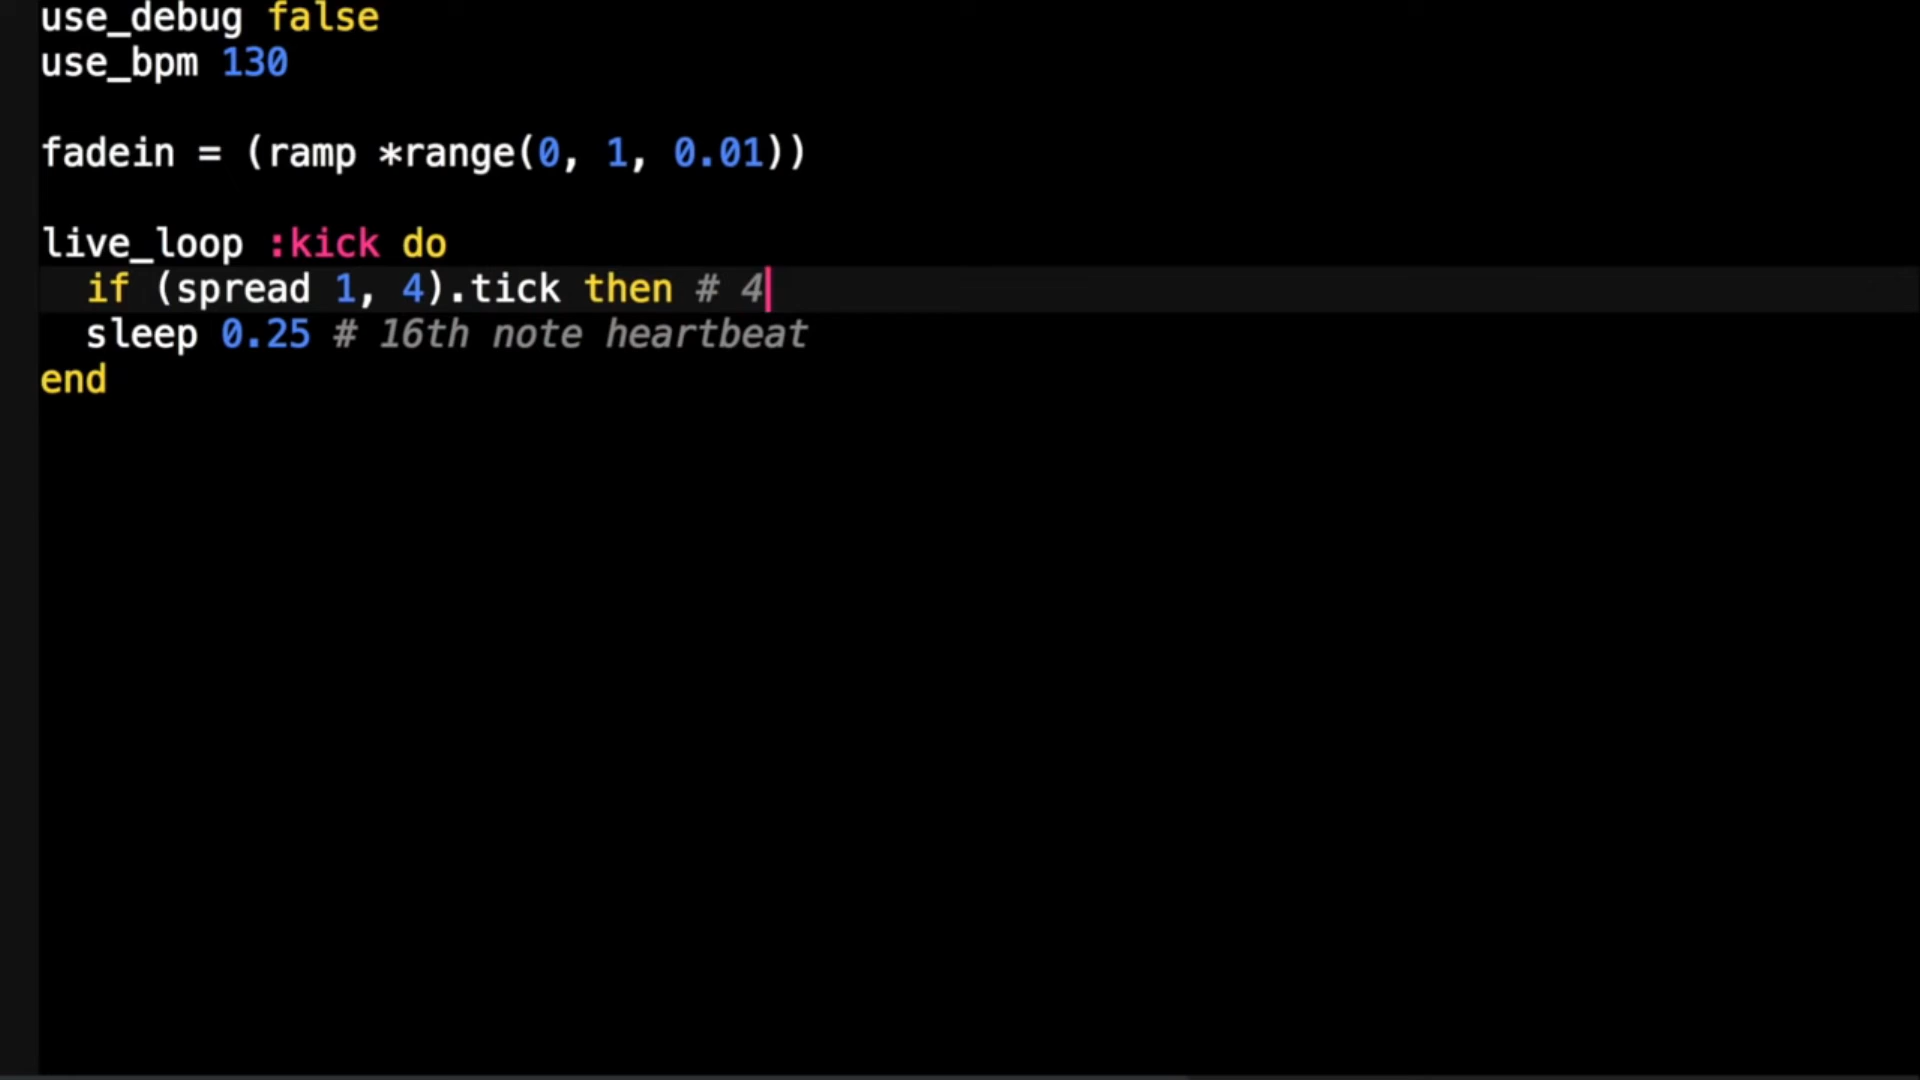 use_debug false
use_bpm 130
fadein = (ramp *range(0, 1, 0.01))
live_loop :kick do
if (spread 1, 4).tick then # 4
sleep 0.25 # 16th note heartbeat
end